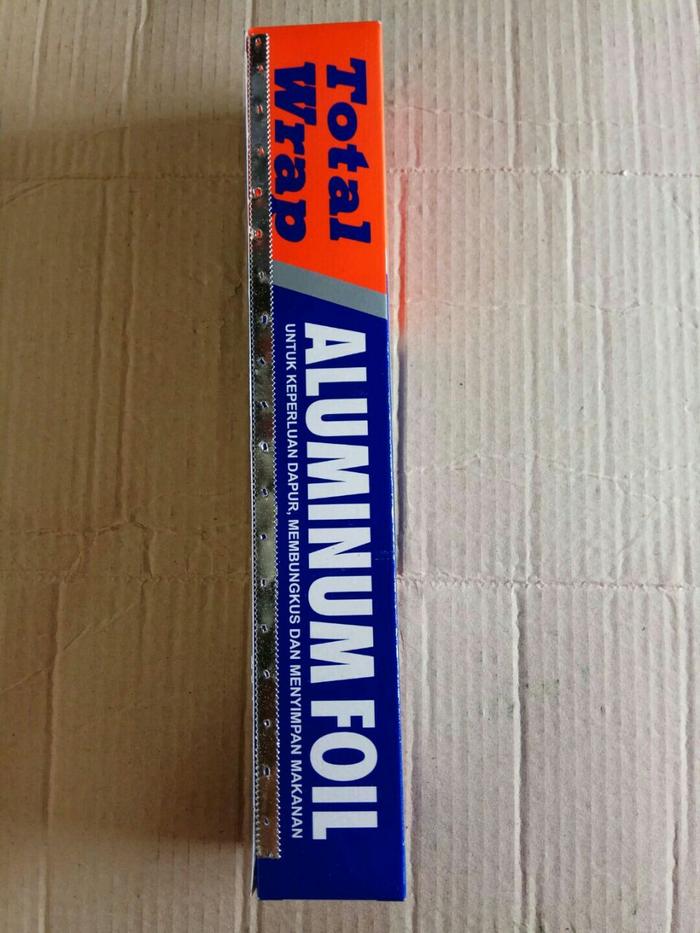 Total
Wrap
ALUMINUM FOIL
UNTUK KEPERLUAN DAPUR, MEMBUNGKUS DAN MENYIMPAN MAKANAN